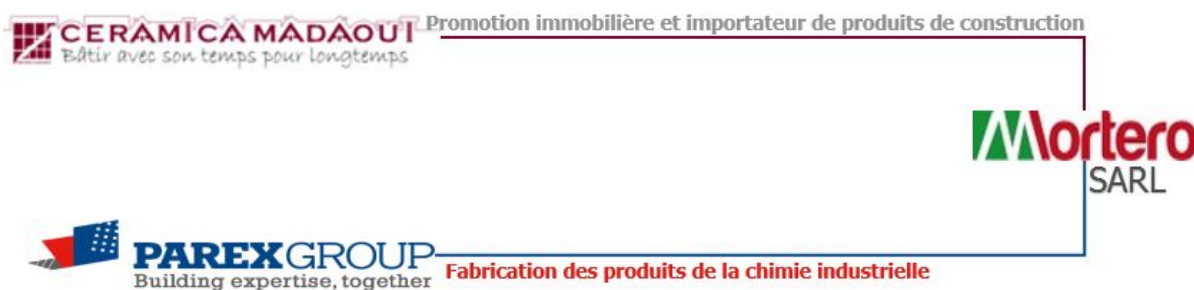 CERAMICA MADAOUI
Promotion immobilière et importateur de produits de construction
Bâtir avec son temps pour longtemps
Mortero
SARL
PAREXGROUP
Building expertise, together
Fabrication des produits de la chimie industrielle